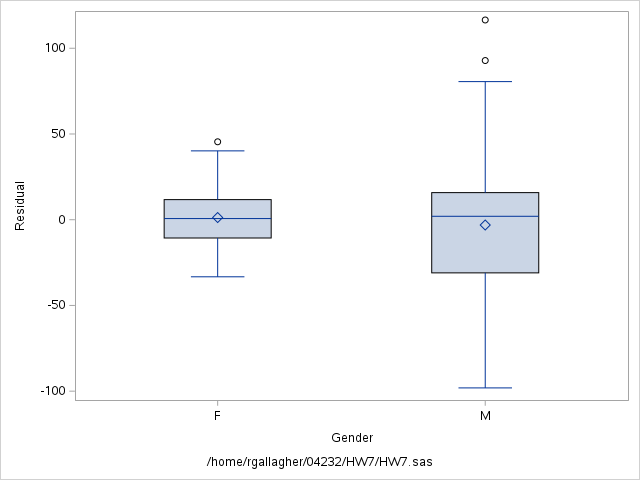 100
50
0
-50
-100
Residual
F
M
Gender
/home/rgallagher/04232/HW7/HW7.sas